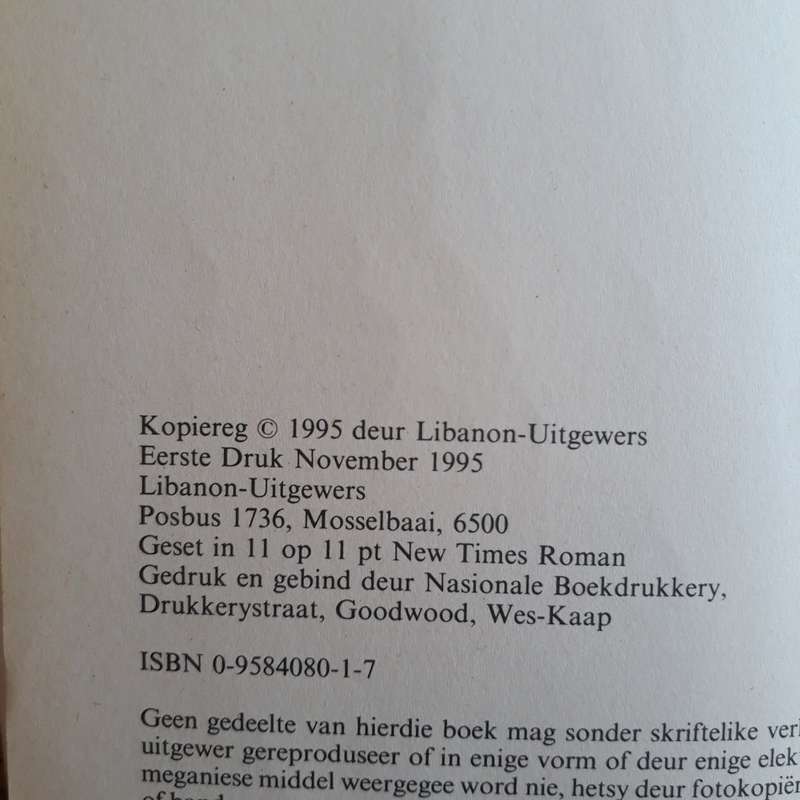 Kopiereg © 1995 deur Libanon-Uitgewers
Eerste Druk November 1995
Libanon-Uitgewers
Posbus 1736, Mosselbaai, 6500
Geset in 11 op 11 pt New Times Roman
Gedruk en gebind deur Nasionale Boekdrukkery,
Drukkerystraat, Goodwood, Wes-Kaap
ISBN 0-9584080-1-7
Geen gedeelte van hierdie boek mag sonder skriftelike
uitgewer gereproduseer of in enige vorm of deur enige
meganiese middel weergegee word nie, hetsy deur